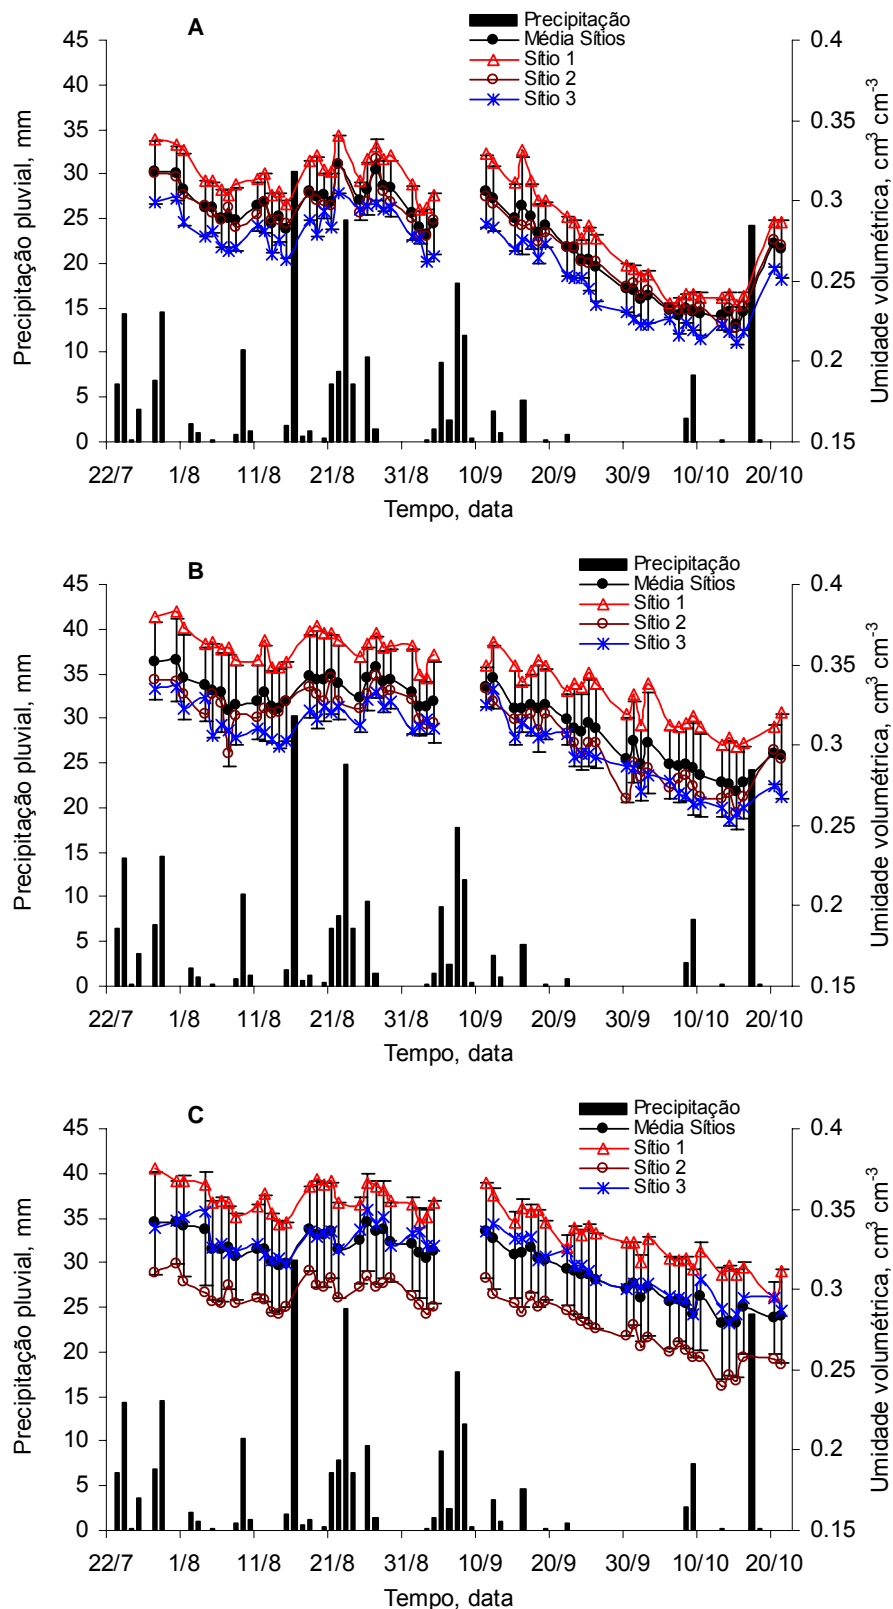 A
Precipitação
Média Sítios
Sítio 1
Sítio 2
Sítio 3
45
40
35
30
25
20
15
10
5
0
Precipitação pluvial, mm
0.4
0.35
0.3
0.25
0.2
0.15
Umidade volumétrica, cm³ cm⁻³
22/7 1/8 11/8 21/8 31/8 10/9 20/9 30/9 10/10 20/10
Tempo, data
B
Precipitação
Média Sítios
Sítio 1
Sítio 2
Sítio 3
45
40
35
30
25
20
15
10
5
0
Precipitação pluvial, mm
0.4
0.35
0.3
0.25
0.2
0.15
Umidade volumétrica, cm³ cm⁻³
22/7 1/8 11/8 21/8 31/8 10/9 20/9 30/9 10/10 20/10
Tempo, data
C
Precipitação
Média Sítios
Sítio 1
Sítio 2
Sítio 3
45
40
35
30
25
20
15
10
5
0
Precipitação pluvial, mm
0.4
0.35
0.3
0.25
0.2
0.15
Umidade volumétrica, cm³ cm⁻³
22/7 1/8 11/8 21/8 31/8 10/9 20/9 30/9 10/10 20/10
Tempo, data